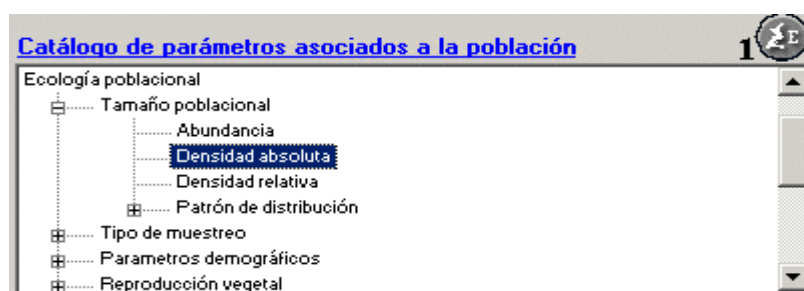 Catálogo de parámetros asociados a la población
1
E
Ecología poblacional
Tamaño poblacional
Abundancia
Densidad absoluta
Densidad relativa
Patrón de distribución
Tipo de muestreo
Parametros demográficos
Reproducción vegetal